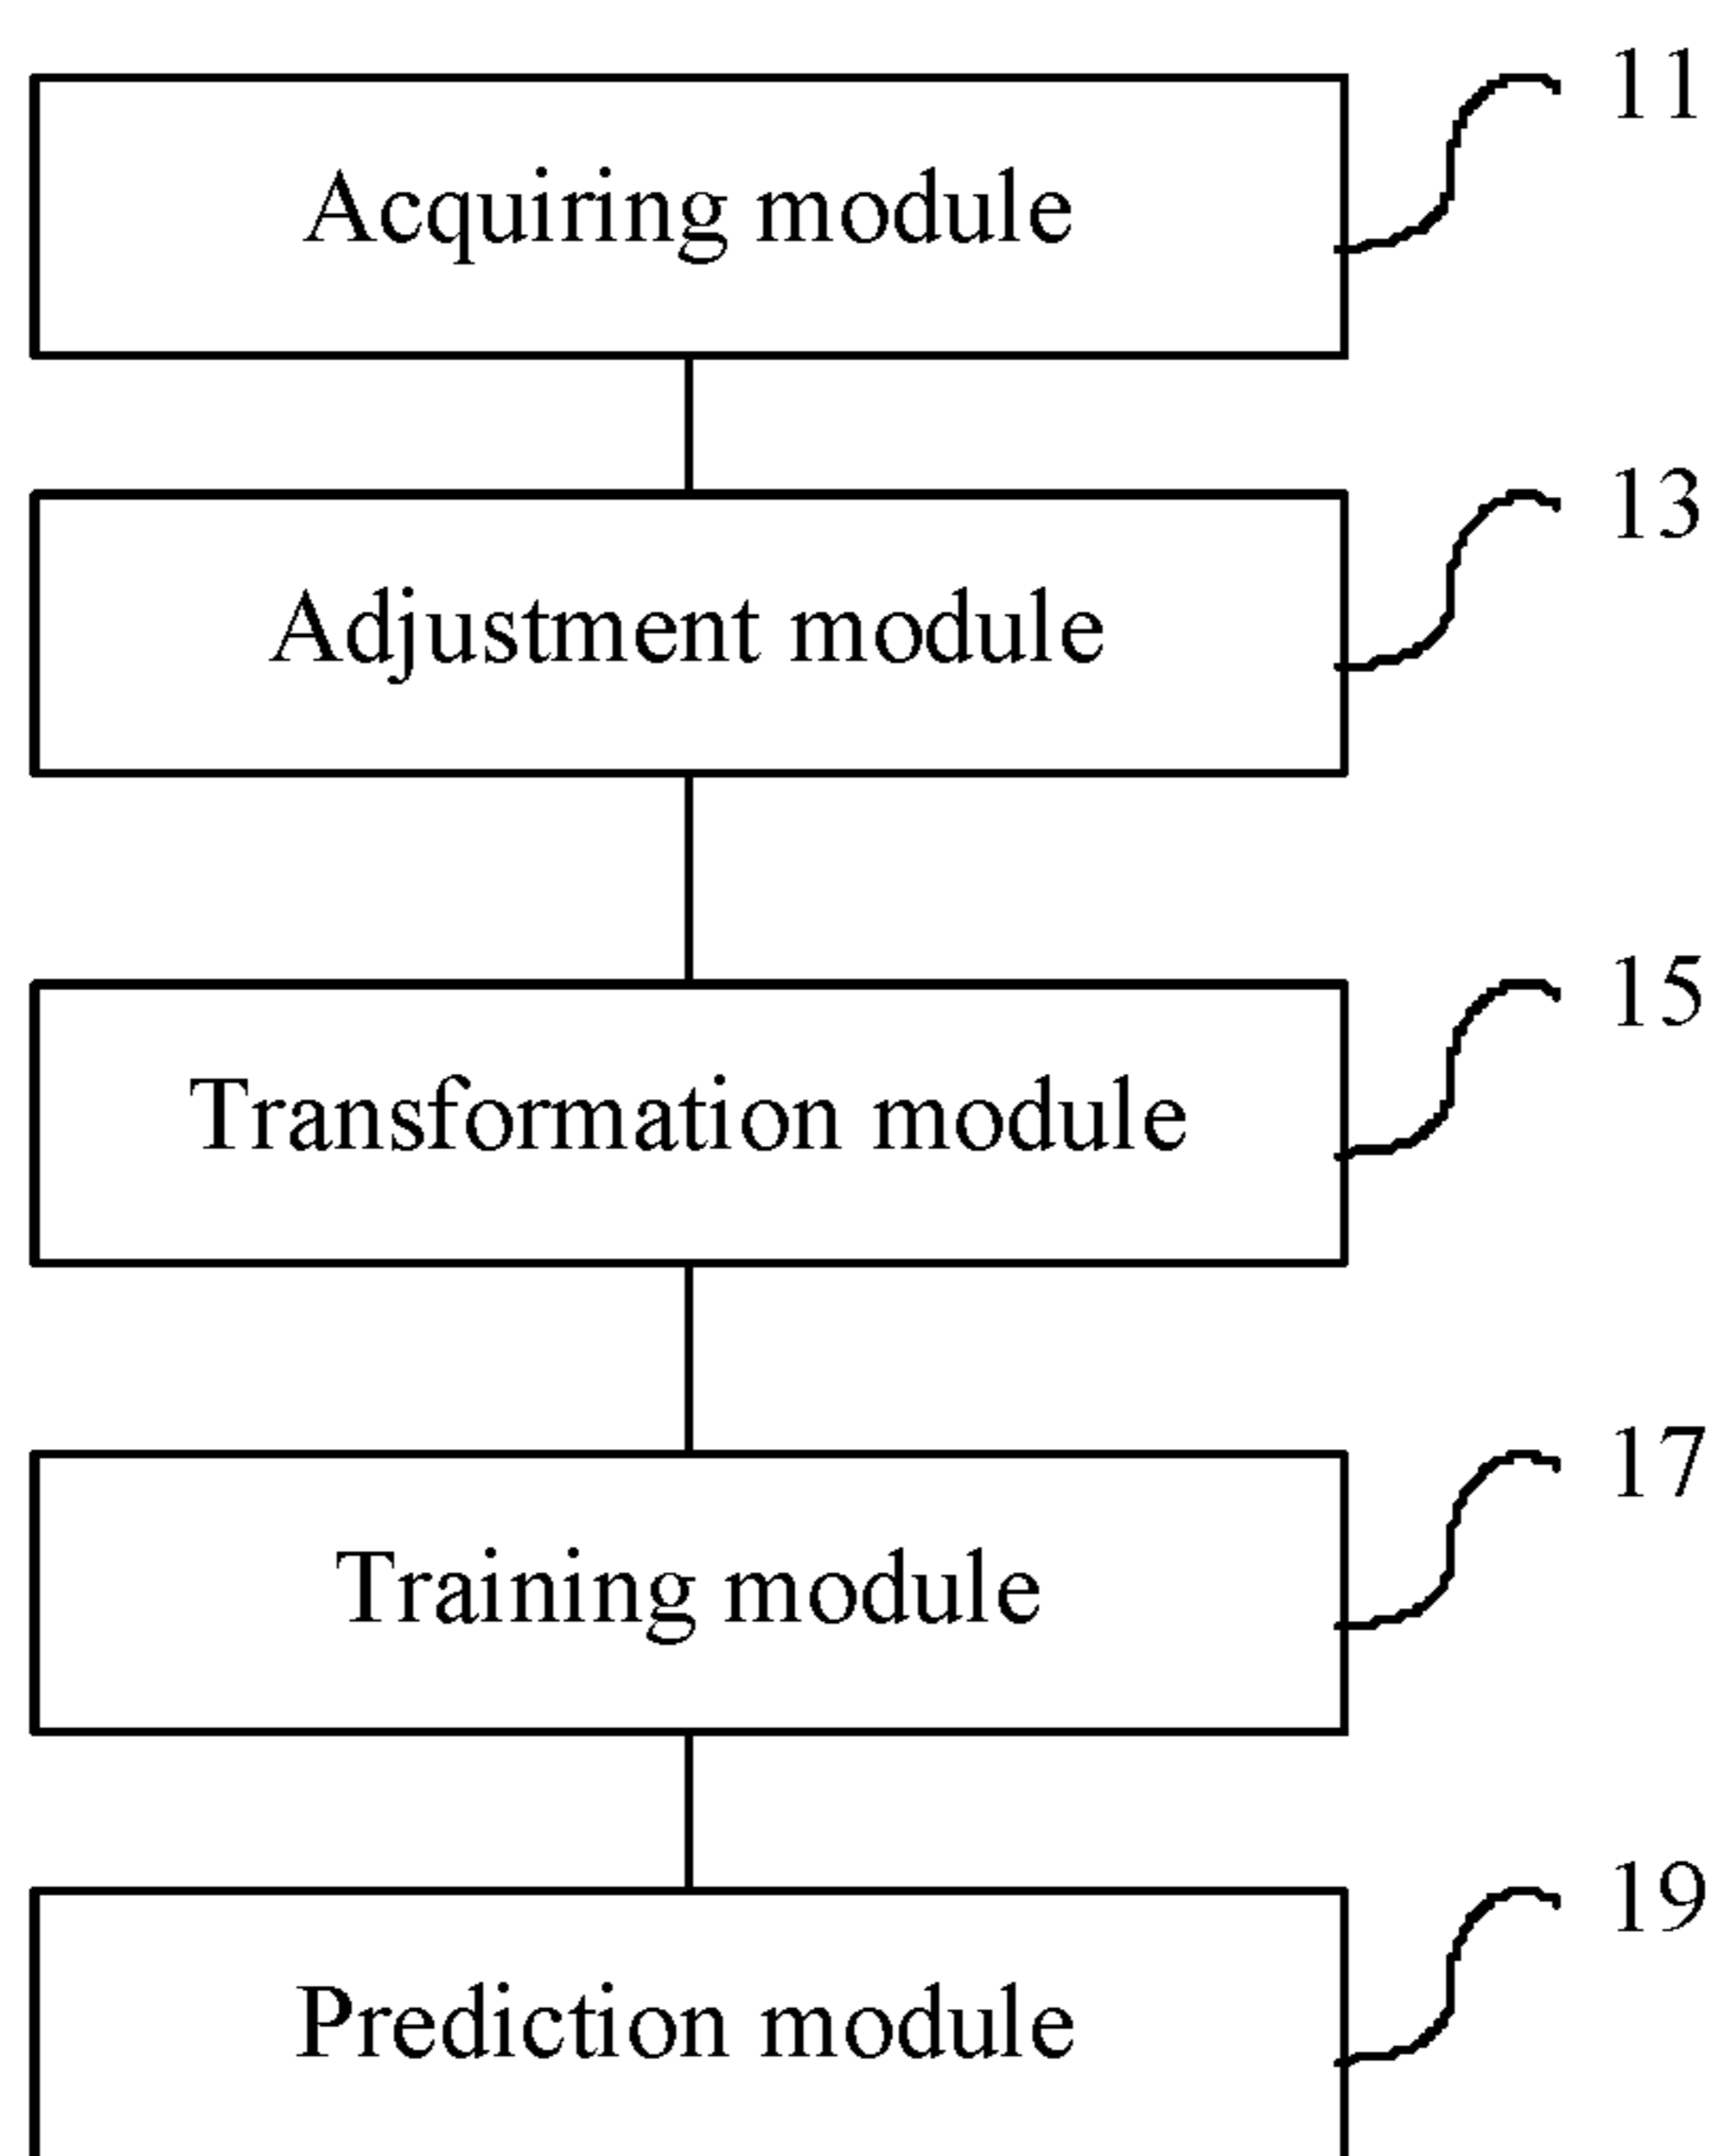 11
Acquiring module
13
Adjustment module
15
Transformation module
17
Training module
19
Prediction module